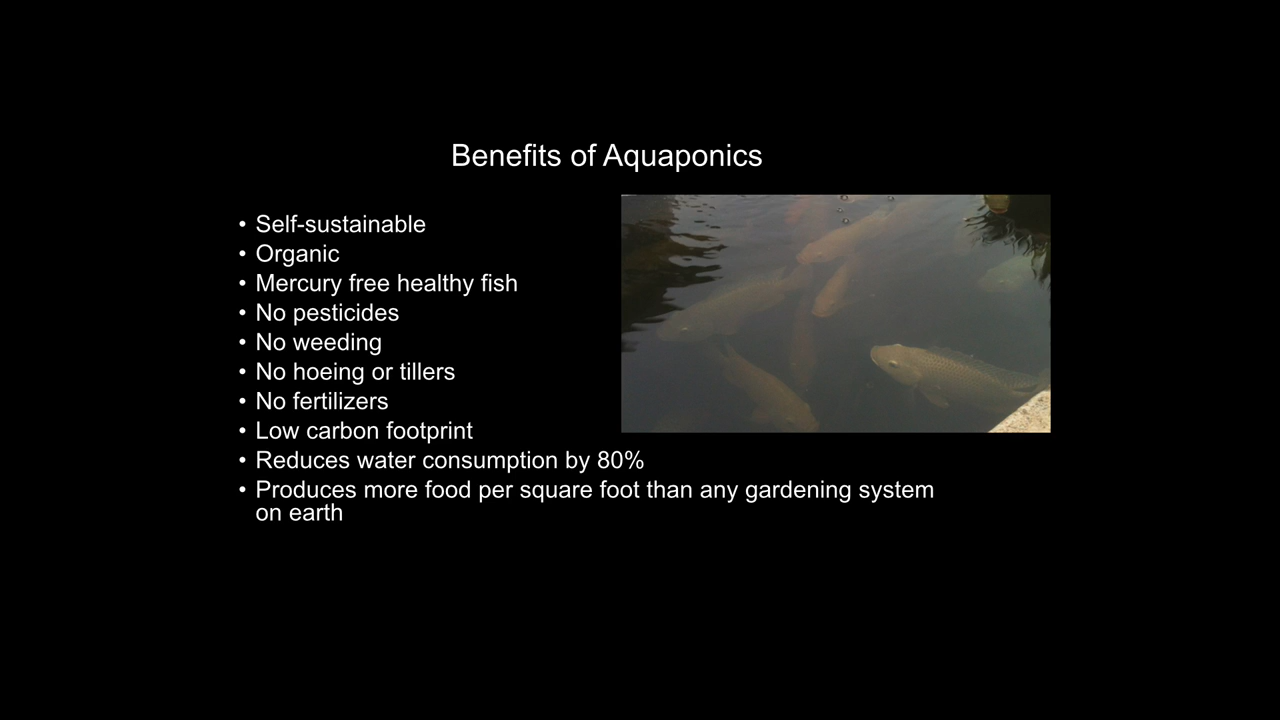 Benefits of Aquaponics
• Self-sustainable
• Organic
• Mercury free healthy fish
• No pesticides
• No weeding
• No hoeing or tillers
• No fertilizers
• Low carbon footprint
• Reduces water consumption by 80%
• Produces more food per square foot than any gardening system
on earth